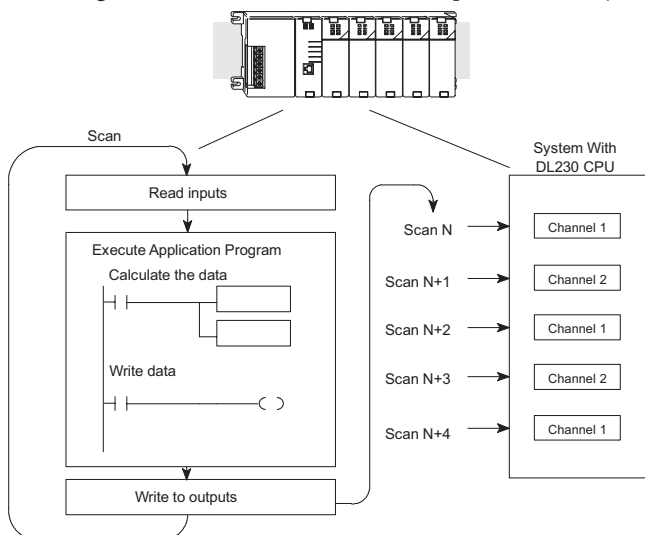 Scan
Read inputs
Execute Application Program
Calculate the data
Write data
Write to outputs
System With
DL230 CPU
Scan N
Channel 1
Scan N+1
Channel 2
Scan N+2
Channel 1
Scan N+3
Channel 2
Scan N+4
Channel 1